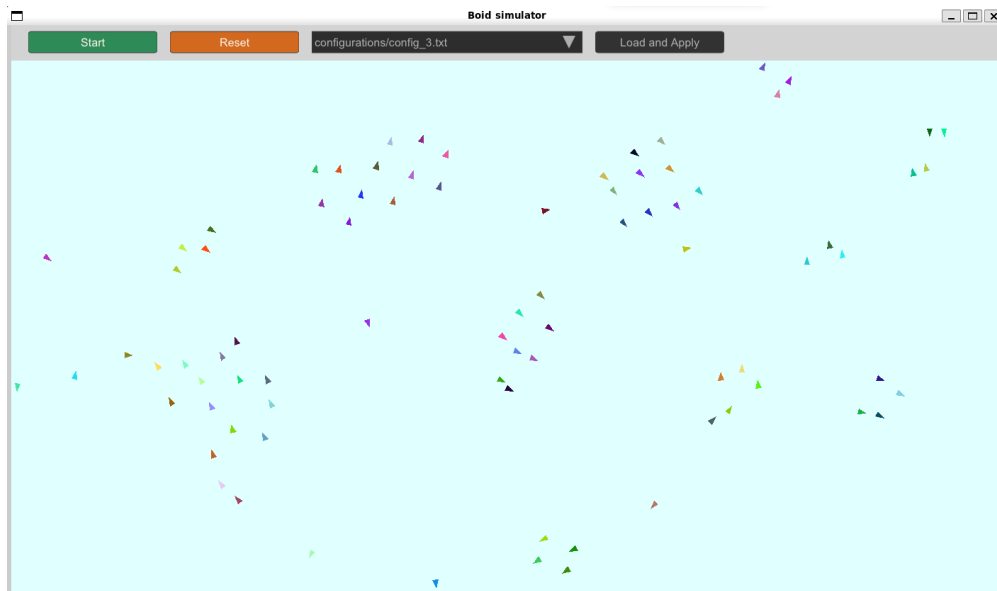 Boid simulator
Start
Reset
configurations/config_3.txt
Load and Apply